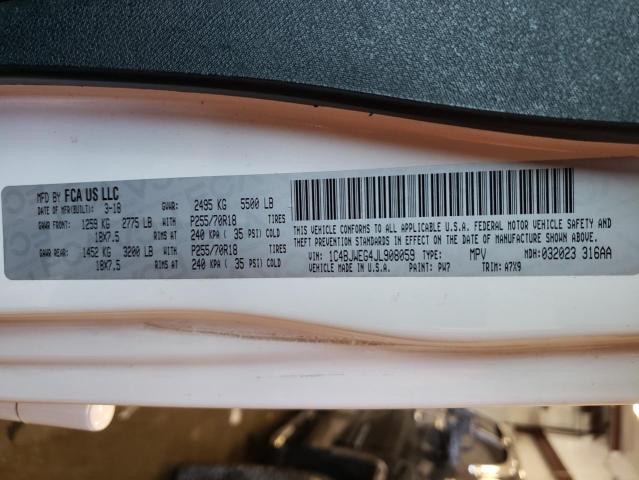 MFD BY FCA US LLC
DATE OF MFR(BUILT): 3-18 GVWR: 2495 KG 5500 LB
GAWR FRONT: 1259 KG 2775 LB WITH P255/70R18 TIRES
18X7.5 RIMS AT 240 KPA ( 35 PSI) COLD
GAWR REAR: 1452 KG 3200 LB WITH P255/70R18 TIRES
18X7.5 RIMS AT 240 KPA ( 35 PSI) COLD
THIS VEHICLE CONFORMS TO ALL APPLICABLE U.S.A. FEDERAL MOTOR VEHICLE SAFETY AND
THEFT PREVENTION STANDARDS IN EFFECT ON THE DATE OF MANUFACTURE SHOWN ABOVE.
VIN: 1C4BJWEG4JL908059 TYPE: MPV MDH: 032023 316AA
MADE IN U.S.A. PAINT: PW7 TRIM: A7X9